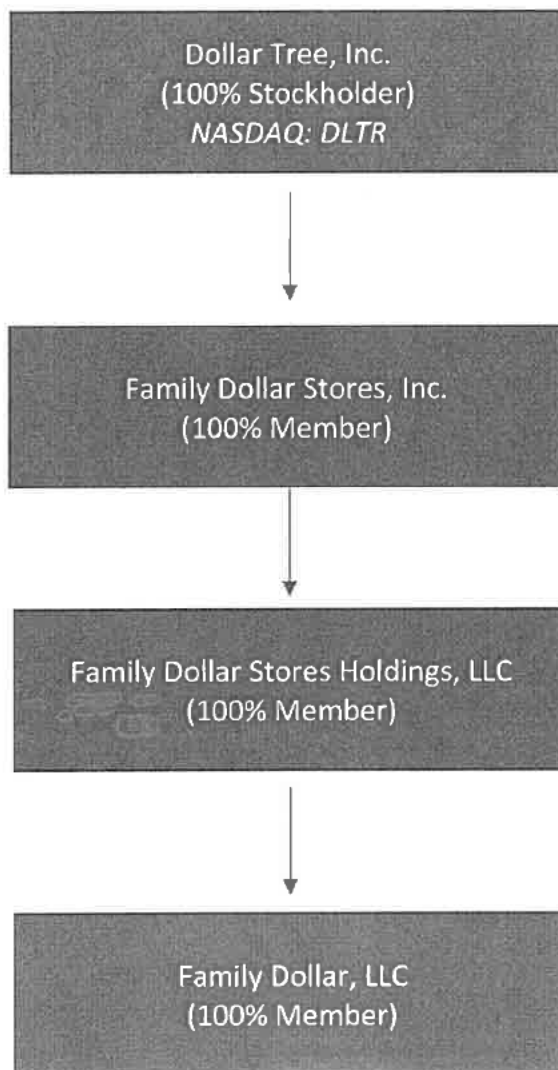 Dollar Tree, Inc.
(100% Stockholder)
NASDAQ: DLTR
Family Dollar Stores, Inc.
(100% Member)
Family Dollar Stores Holdings, LLC
(100% Member)
Family Dollar, LLC
(100% Member)